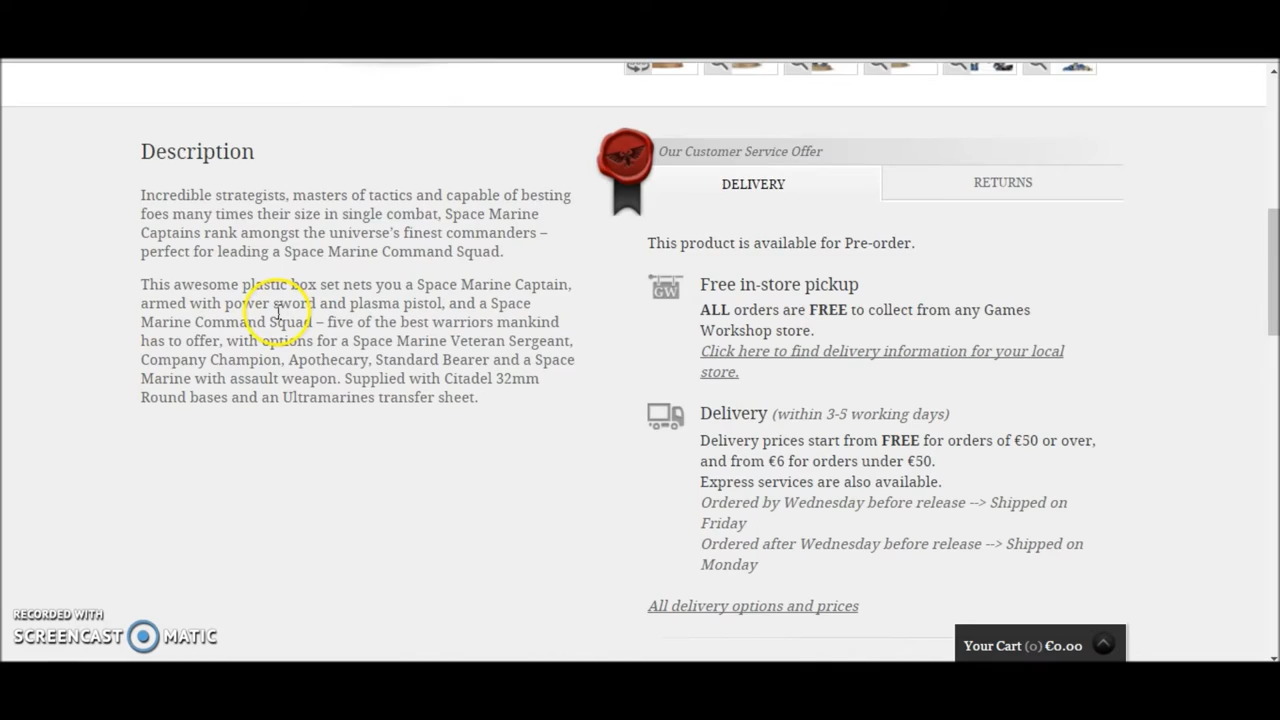 Description
Incredible strategists, masters of tactics and capable of besting
foes many times their size in single combat, Space Marine
Captains rank amongst the universe’s finest commanders –
perfect for leading a Space Marine Command Squad.
This awesome plastic box set nets you a Space Marine Captain,
armed with power sword and plasma pistol, and a Space
Marine Command Squad – five of the best warriors mankind
has to offer, with options for a Space Marine Veteran Sergeant,
Company Champion, Apothecary, Standard Bearer and a Space
Marine with assault weapon. Supplied with Citadel 32mm
Round bases and an Ultramarines transfer sheet.
Our Customer Service Offer
DELIVERY
RETURNS
This product is available for Pre-order.
GW
Free in-store pickup
ALL orders are FREE to collect from any Games
Workshop store.
Click here to find delivery information for your local
store.
Delivery (within 3-5 working days)
Delivery prices start from FREE for orders of €50 or over,
and from €6 for orders under €50.
Express services are also available.
Ordered by Wednesday before release --> Shipped on
Friday
Ordered after Wednesday before release --> Shipped on
Monday
All delivery options and prices
Your Cart (0) €0.00
RECORDED WITH
SCREENCAST MATIC